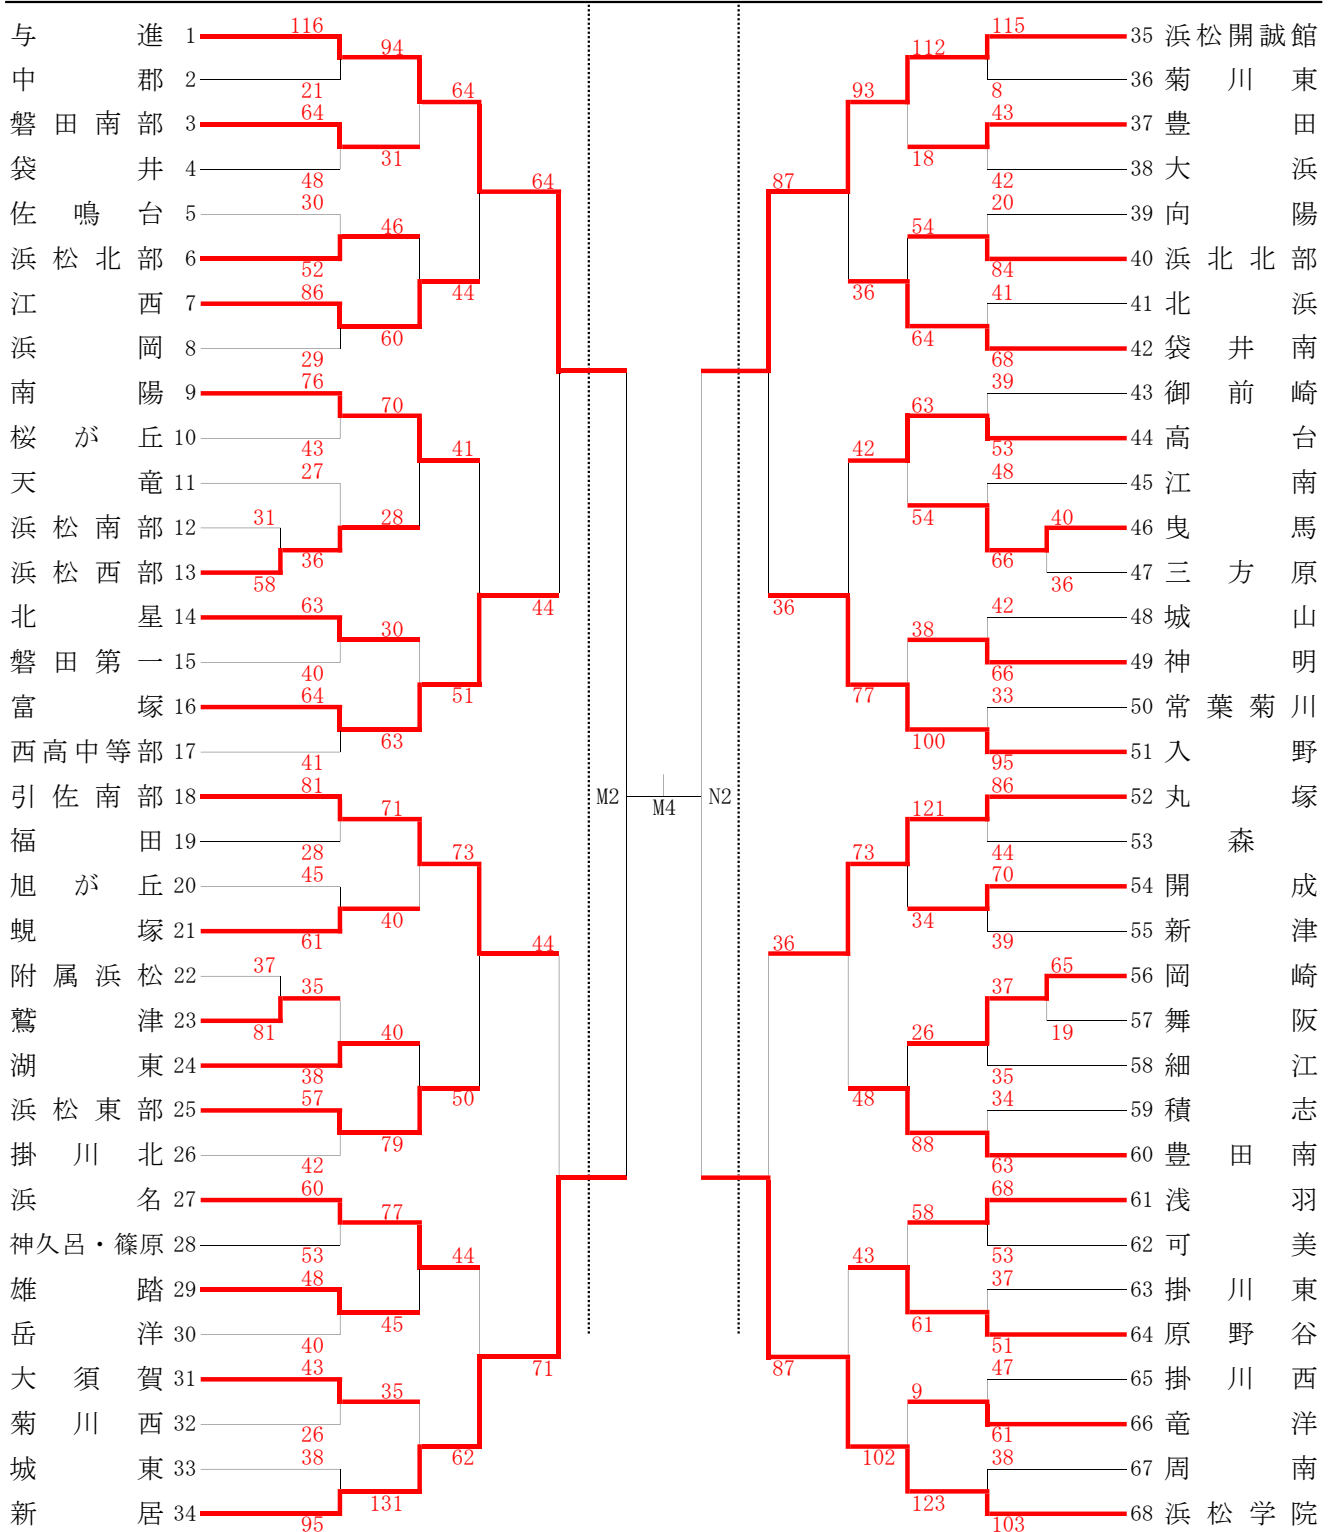 与進 1 116 94 112 115 35 浜松開誠館
中郡 2 21 64 93 8 36 菊川東
磐田南部 3 64 43 37 豊田
袋井 4 48 31 18 42 38 大浜
佐鳴台 5 30 64 87 20 39 向陽
浜松北部 6 52 46 54 84 40 浜北北部
江西 7 86 44 36 41 41 北浜
浜岡 8 29 60 64 68 42 袋井南
南陽 9 76 70 63 39 43 御前崎
桜が丘 10 43 41 42 53 44 高台
天竜 11 27 48 45 江南
浜松南部 12 31 28 54 40 46 曳馬
浜松西部 13 58 36 66 36 47 三方原
北星 14 63 30 44 36 38 42 48 城山
磐田第一 15 40 66 49 神明
富塚 16 64 51 77 33 50 常葉菊川
西高中等部 17 41 63 100 95 51 入野
引佐南部 18 81 71 M2 M4 N2 121 86 52 丸塚
福田 19 28 73 73 44 53 森
旭が丘 20 45 70 54 開成
蜆塚 21 61 40 44 36 34 39 55 新津
附属浜松 22 37 35 37 65 56 岡崎
鷲津 23 81 40 26 19 57 舞阪
湖東 24 38 35 58 細江
浜松東部 25 57 50 48 34 59 積志
掛川北 26 42 79 88 63 60 豊田南
浜名 27 60 77 58 68 61 浅羽
神久呂・篠原 28 53 44 43 53 62 可美
雄踏 29 48 37 63 掛川東
岳洋 30 40 45 61 51 64 原野谷
大須賀 31 43 35 71 87 9 47 65 掛川西
菊川西 32 26 61 66 竜洋
城東 33 38 62 102 38 67 周南
新居 34 95 131 123 103 68 浜松学院